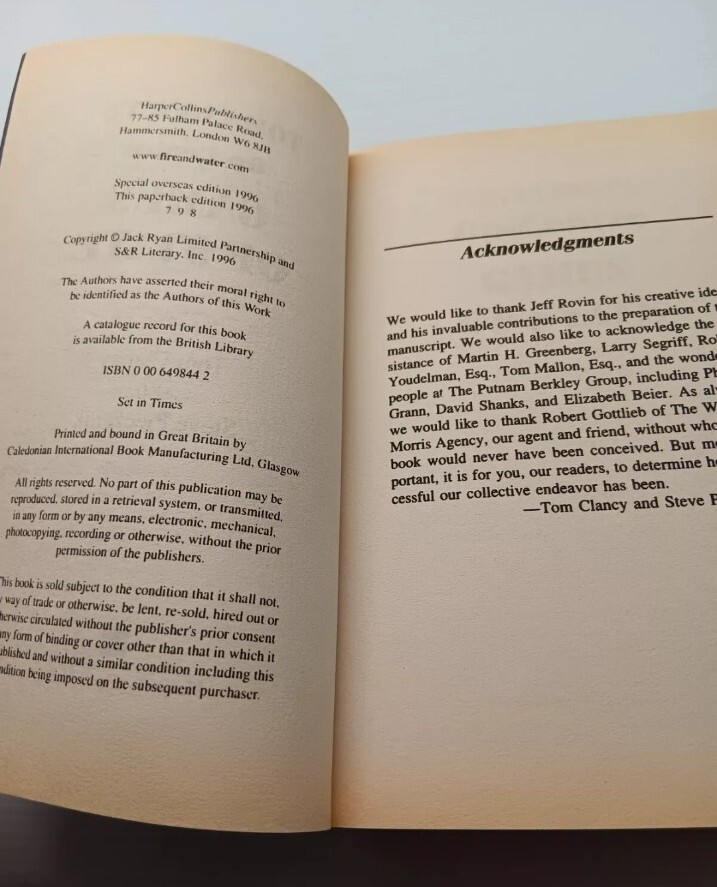 HarperCollinsPublishers
77–85 Fulham Palace Road,
Hammersmith, London W6 8JB
www.fireandwater.com
Special overseas edition 1996
This paperback edition 1996
7 9 8
Copyright © Jack Ryan Limited Partnership and
S&R Literary, Inc. 1996
The Authors have asserted their moral right to
be identified as the Authors of this Work
A catalogue record for this book
is available from the British Library
ISBN 0 00 649844 2
Set in Times
Printed and bound in Great Britain by
Caledonian International Book Manufacturing Ltd, Glasgow
All rights reserved. No part of this publication may be
reproduced, stored in a retrieval system, or transmitted,
in any form or by any means, electronic, mechanical,
photocopying, recording or otherwise, without the prior
permission of the publishers.
This book is sold subject to the condition that it shall not,
way of trade or otherwise, be lent, re-sold, hired out or
herwise circulated without the publisher's prior consent
any form of binding or cover other than that in which it
ublished and without a similar condition including this
ndition being imposed on the subsequent purchaser.
Acknowledgments
We would like to thank Jeff Rovin for his creative ide
and his invaluable contributions to the preparation of
manuscript. We would also like to acknowledge the
sistance of Martin H. Greenberg, Larry Segriff, Ro
Youdelman, Esq., Tom Mallon, Esq., and the wond
people at The Putnam Berkley Group, including Ph
Grann, David Shanks, and Elizabeth Beier. As al
we would like to thank Robert Gottlieb of The W
Morris Agency, our agent and friend, without who
book would never have been conceived. But m
portant, it is for you, our readers, to determine h
cessful our collective endeavor has been.
—Tom Clancy and Steve P